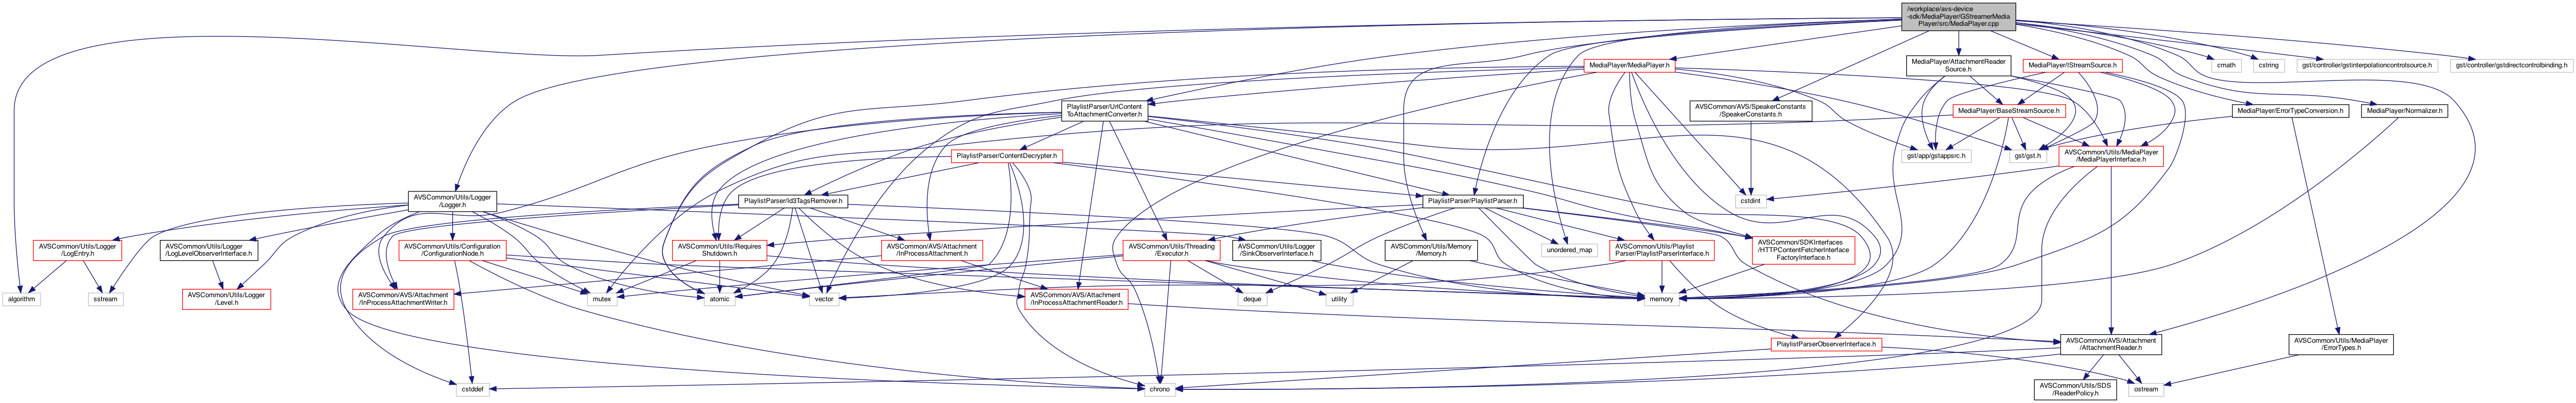 /workplace/avs-device
-sdk/MediaPlayer/GStreamerMedia
Player/src/MediaPlayer.cpp
MediaPlayer/MediaPlayer.h
MediaPlayer/AttachmentReader
Source.h
MediaPlayer/IStreamSource.h
cmath
cstring
gst/controller/gstinterpolationcontrolsource.h
gst/controller/gstdirectcontrolbinding.h
PlaylistParser/UrlContent
ToAttachmentConverter.h
AVSCommon/AVS/SpeakerConstants
/SpeakerConstants.h
MediaPlayer/BaseStreamSource.h
MediaPlayer/ErrorTypeConversion.h
MediaPlayer/Normalizer.h
PlaylistParser/ContentDecrypter.h
gst/app/gstappsrc.h
gst/gst.h
AVSCommon/Utils/MediaPlayer
/MediaPlayerInterface.h
AVSCommon/Utils/Logger
/Logger.h
PlaylistParser/Id3TagsRemover.h
PlaylistParser/PlaylistParser.h
cstdint
AVSCommon/Utils/Logger
/LogEntry.h
AVSCommon/Utils/Logger
/LogLevelObserverInterface.h
AVSCommon/Utils/Configuration
/ConfigurationNode.h
AVSCommon/Utils/Requires
Shutdown.h
AVSCommon/AVS/Attachment
/InProcessAttachment.h
AVSCommon/Utils/Threading
/Executor.h
AVSCommon/Utils/Logger
/SinkObserverInterface.h
AVSCommon/Utils/Memory
/Memory.h
unordered_map
AVSCommon/Utils/Playlist
Parser/PlaylistParserInterface.h
AVSCommon/SDKInterfaces
/HTTPContentFetcherInterface
FactoryInterface.h
algorithm
sstream
AVSCommon/Utils/Logger
/Level.h
AVSCommon/AVS/Attachment
/InProcessAttachmentWriter.h
mutex
atomic
vector
AVSCommon/AVS/Attachment
/InProcessAttachmentReader.h
deque
utility
memory
PlaylistParserObserverInterface.h
AVSCommon/AVS/Attachment
/AttachmentReader.h
AVSCommon/Utils/MediaPlayer
/ErrorTypes.h
cstddef
chrono
AVSCommon/Utils/SDS
/ReaderPolicy.h
ostream